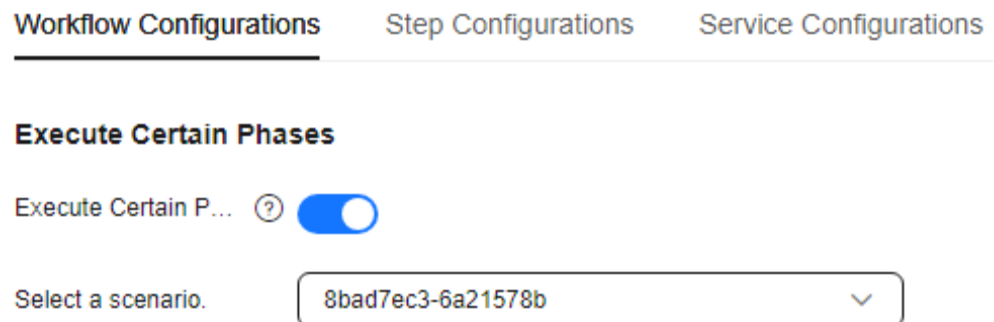 Workflow Configurations Step Configurations Service Configurations
Execute Certain Phases
Execute Certain P...
Select a scenario. 8bad7ec3-6a21578b